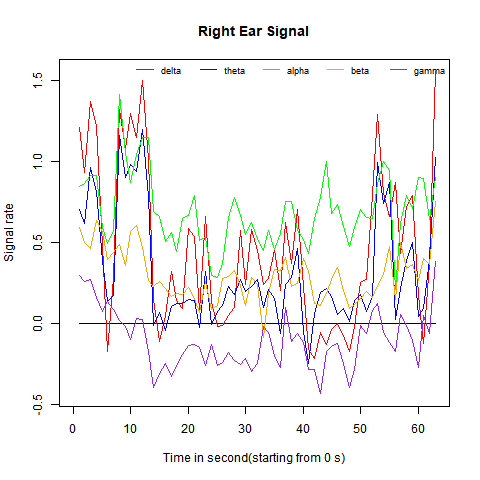 Right Ear Signal
delta theta alpha beta gamma
1.5
1.0
0.5
0.0
-0.5
Signal rate
0 10 20 30 40 50 60
Time in second(starting from 0 s)